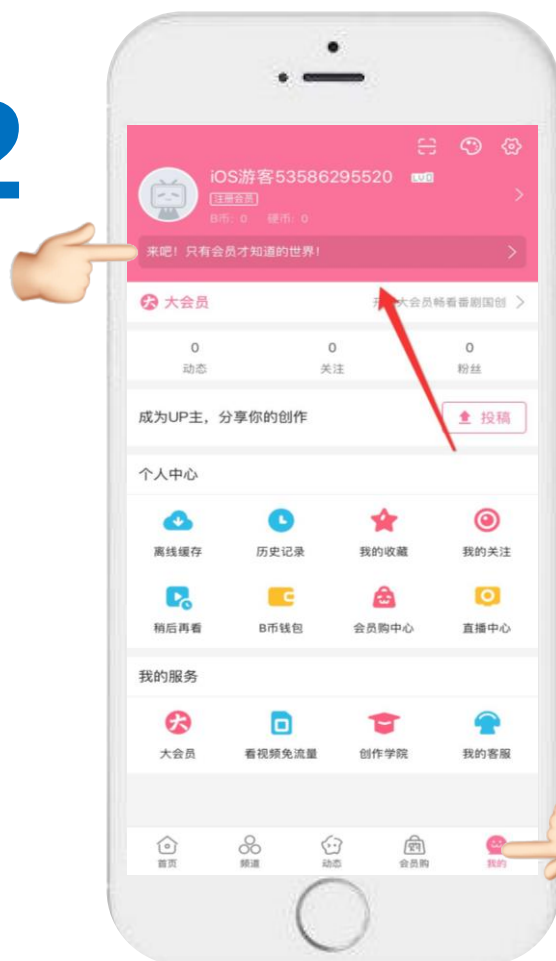 2
iOS游客53586295520 LV0
注册会员
B币: 0 硬币: 0
来吧！只有会员才知道的世界！
大会员
大会员畅看番剧国创
0 0 0
动态 关注 粉丝
成为UP主，分享你的创作 投稿
个人中心
离线缓存 历史记录 我的收藏 我的关注
稍后再看 B币钱包 会员购中心 直播中心
我的服务
大 大会员 看视频免流量 创作学院 我的客服
首页 频道 动态 会员购 我的